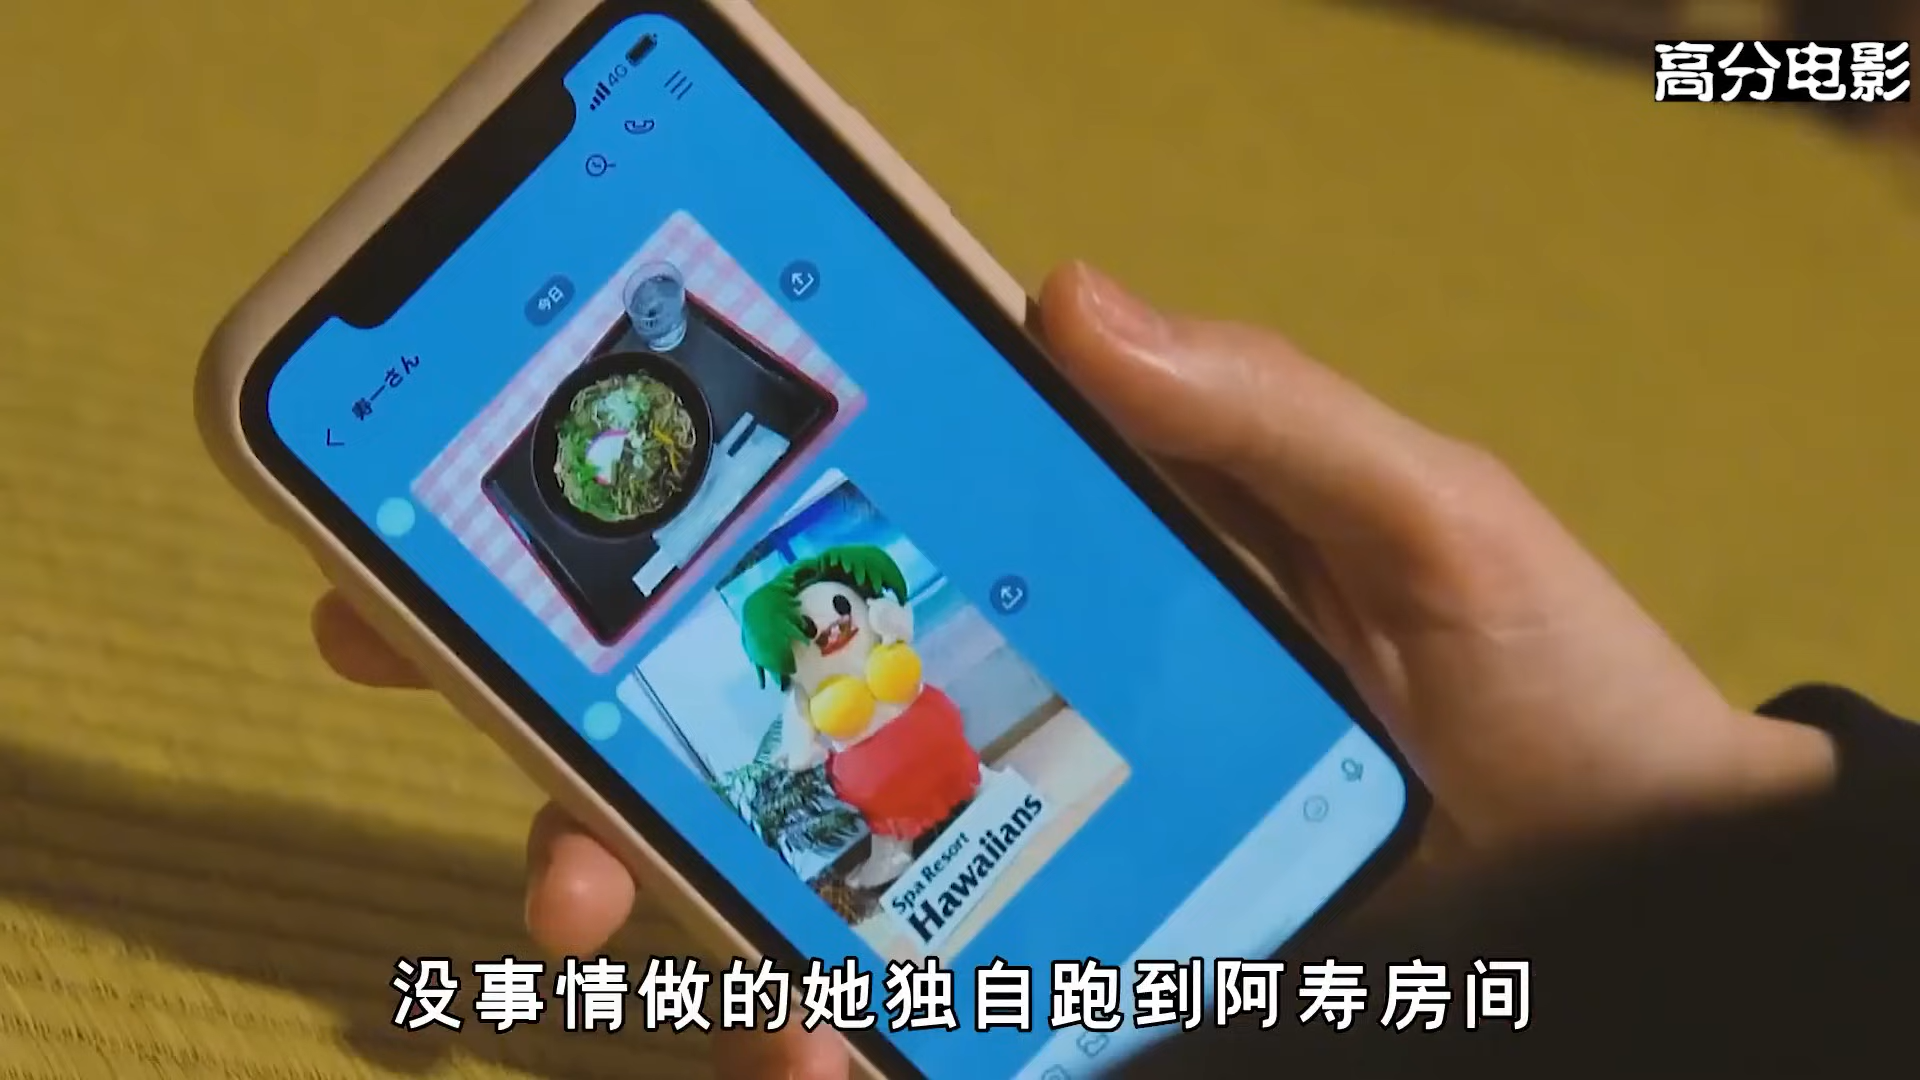 高分电影
4G
寿一さん
今日
Spa Resort
Hawaiians
没事情做的她独自跑到阿寿房间